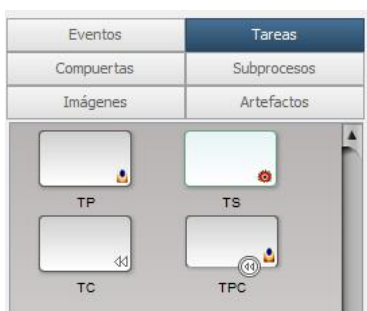 Eventos Tareas
Compuertas Subprocesos
Imágenes Artefactos
TP TS
TC TPC